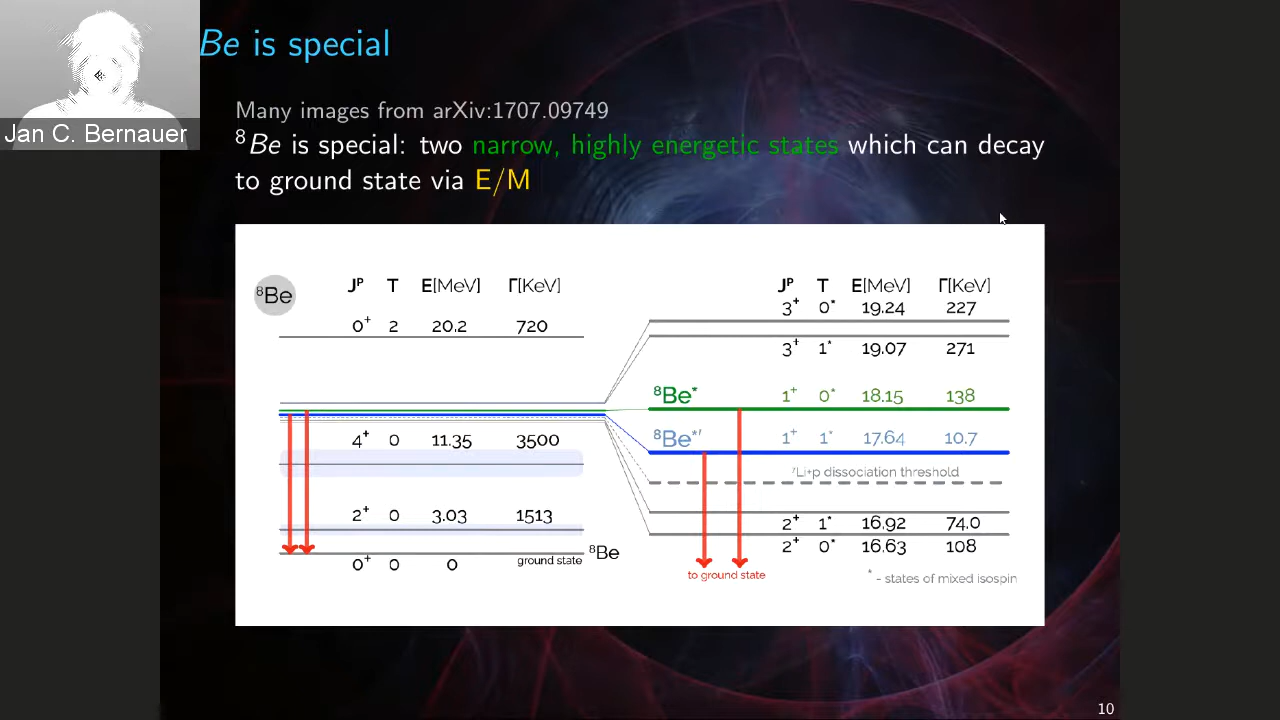 Be is special
Jan C. Bernauer
Many images from arXiv:1707.09749
⁸Be is special: two narrow, highly energetic states which can decay
to ground state via E/M
⁸Be
Jᴾ T E[MeV] Γ[KeV]
0⁺ 2 20.2 720
4⁺ 0 11.35 3500
2⁺ 0 3.03 1513
ground state ⁸Be
0⁺ 0 0
Jᴾ T E[MeV] Γ[KeV]
3⁺ 0* 19.24 227
3⁺ 1* 19.07 271
⁸Be* 1⁺ 0* 18.15 138
⁸Be*' 1⁺ 1* 17.64 10.7
⁷Li+p dissociation threshold
2⁺ 1* 16.92 74.0
2⁺ 0* 16.63 108
to ground state
* - states of mixed isospin
10